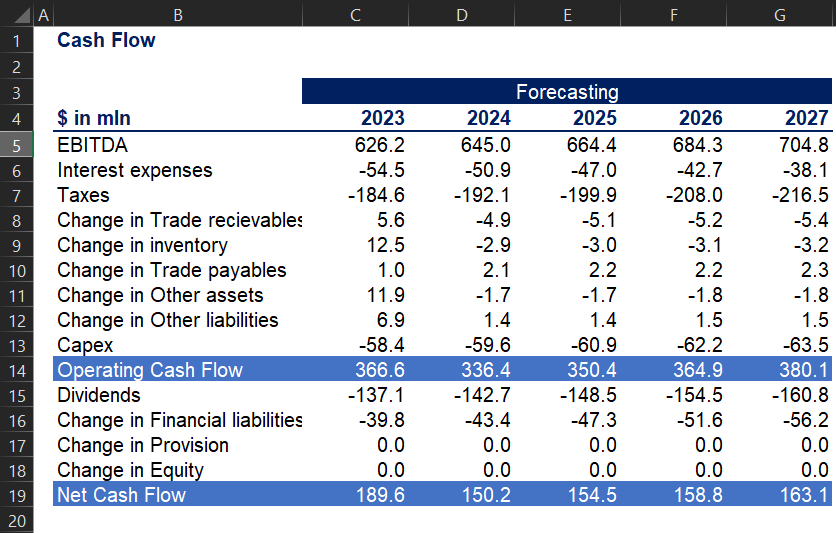 A B C D E F G
1 Cash Flow
2
3 Forecasting
4 $ in mln 2023 2024 2025 2026 2027
5 EBITDA 626.2 645.0 664.4 684.3 704.8
6 Interest expenses -54.5 -50.9 -47.0 -42.7 -38.1
7 Taxes -184.6 -192.1 -199.9 -208.0 -216.5
8 Change in Trade recievables 5.6 -4.9 -5.1 -5.2 -5.4
9 Change in inventory 12.5 -2.9 -3.0 -3.1 -3.2
10 Change in Trade payables 1.0 2.1 2.2 2.2 2.3
11 Change in Other assets 11.9 -1.7 -1.7 -1.8 -1.8
12 Change in Other liabilities 6.9 1.4 1.4 1.5 1.5
13 Capex -58.4 -59.6 -60.9 -62.2 -63.5
14 Operating Cash Flow 366.6 336.4 350.4 364.9 380.1
15 Dividends -137.1 -142.7 -148.5 -154.5 -160.8
16 Change in Financial liabilities -39.8 -43.4 -47.3 -51.6 -56.2
17 Change in Provision 0.0 0.0 0.0 0.0 0.0
18 Change in Equity 0.0 0.0 0.0 0.0 0.0
19 Net Cash Flow 189.6 150.2 154.5 158.8 163.1
20